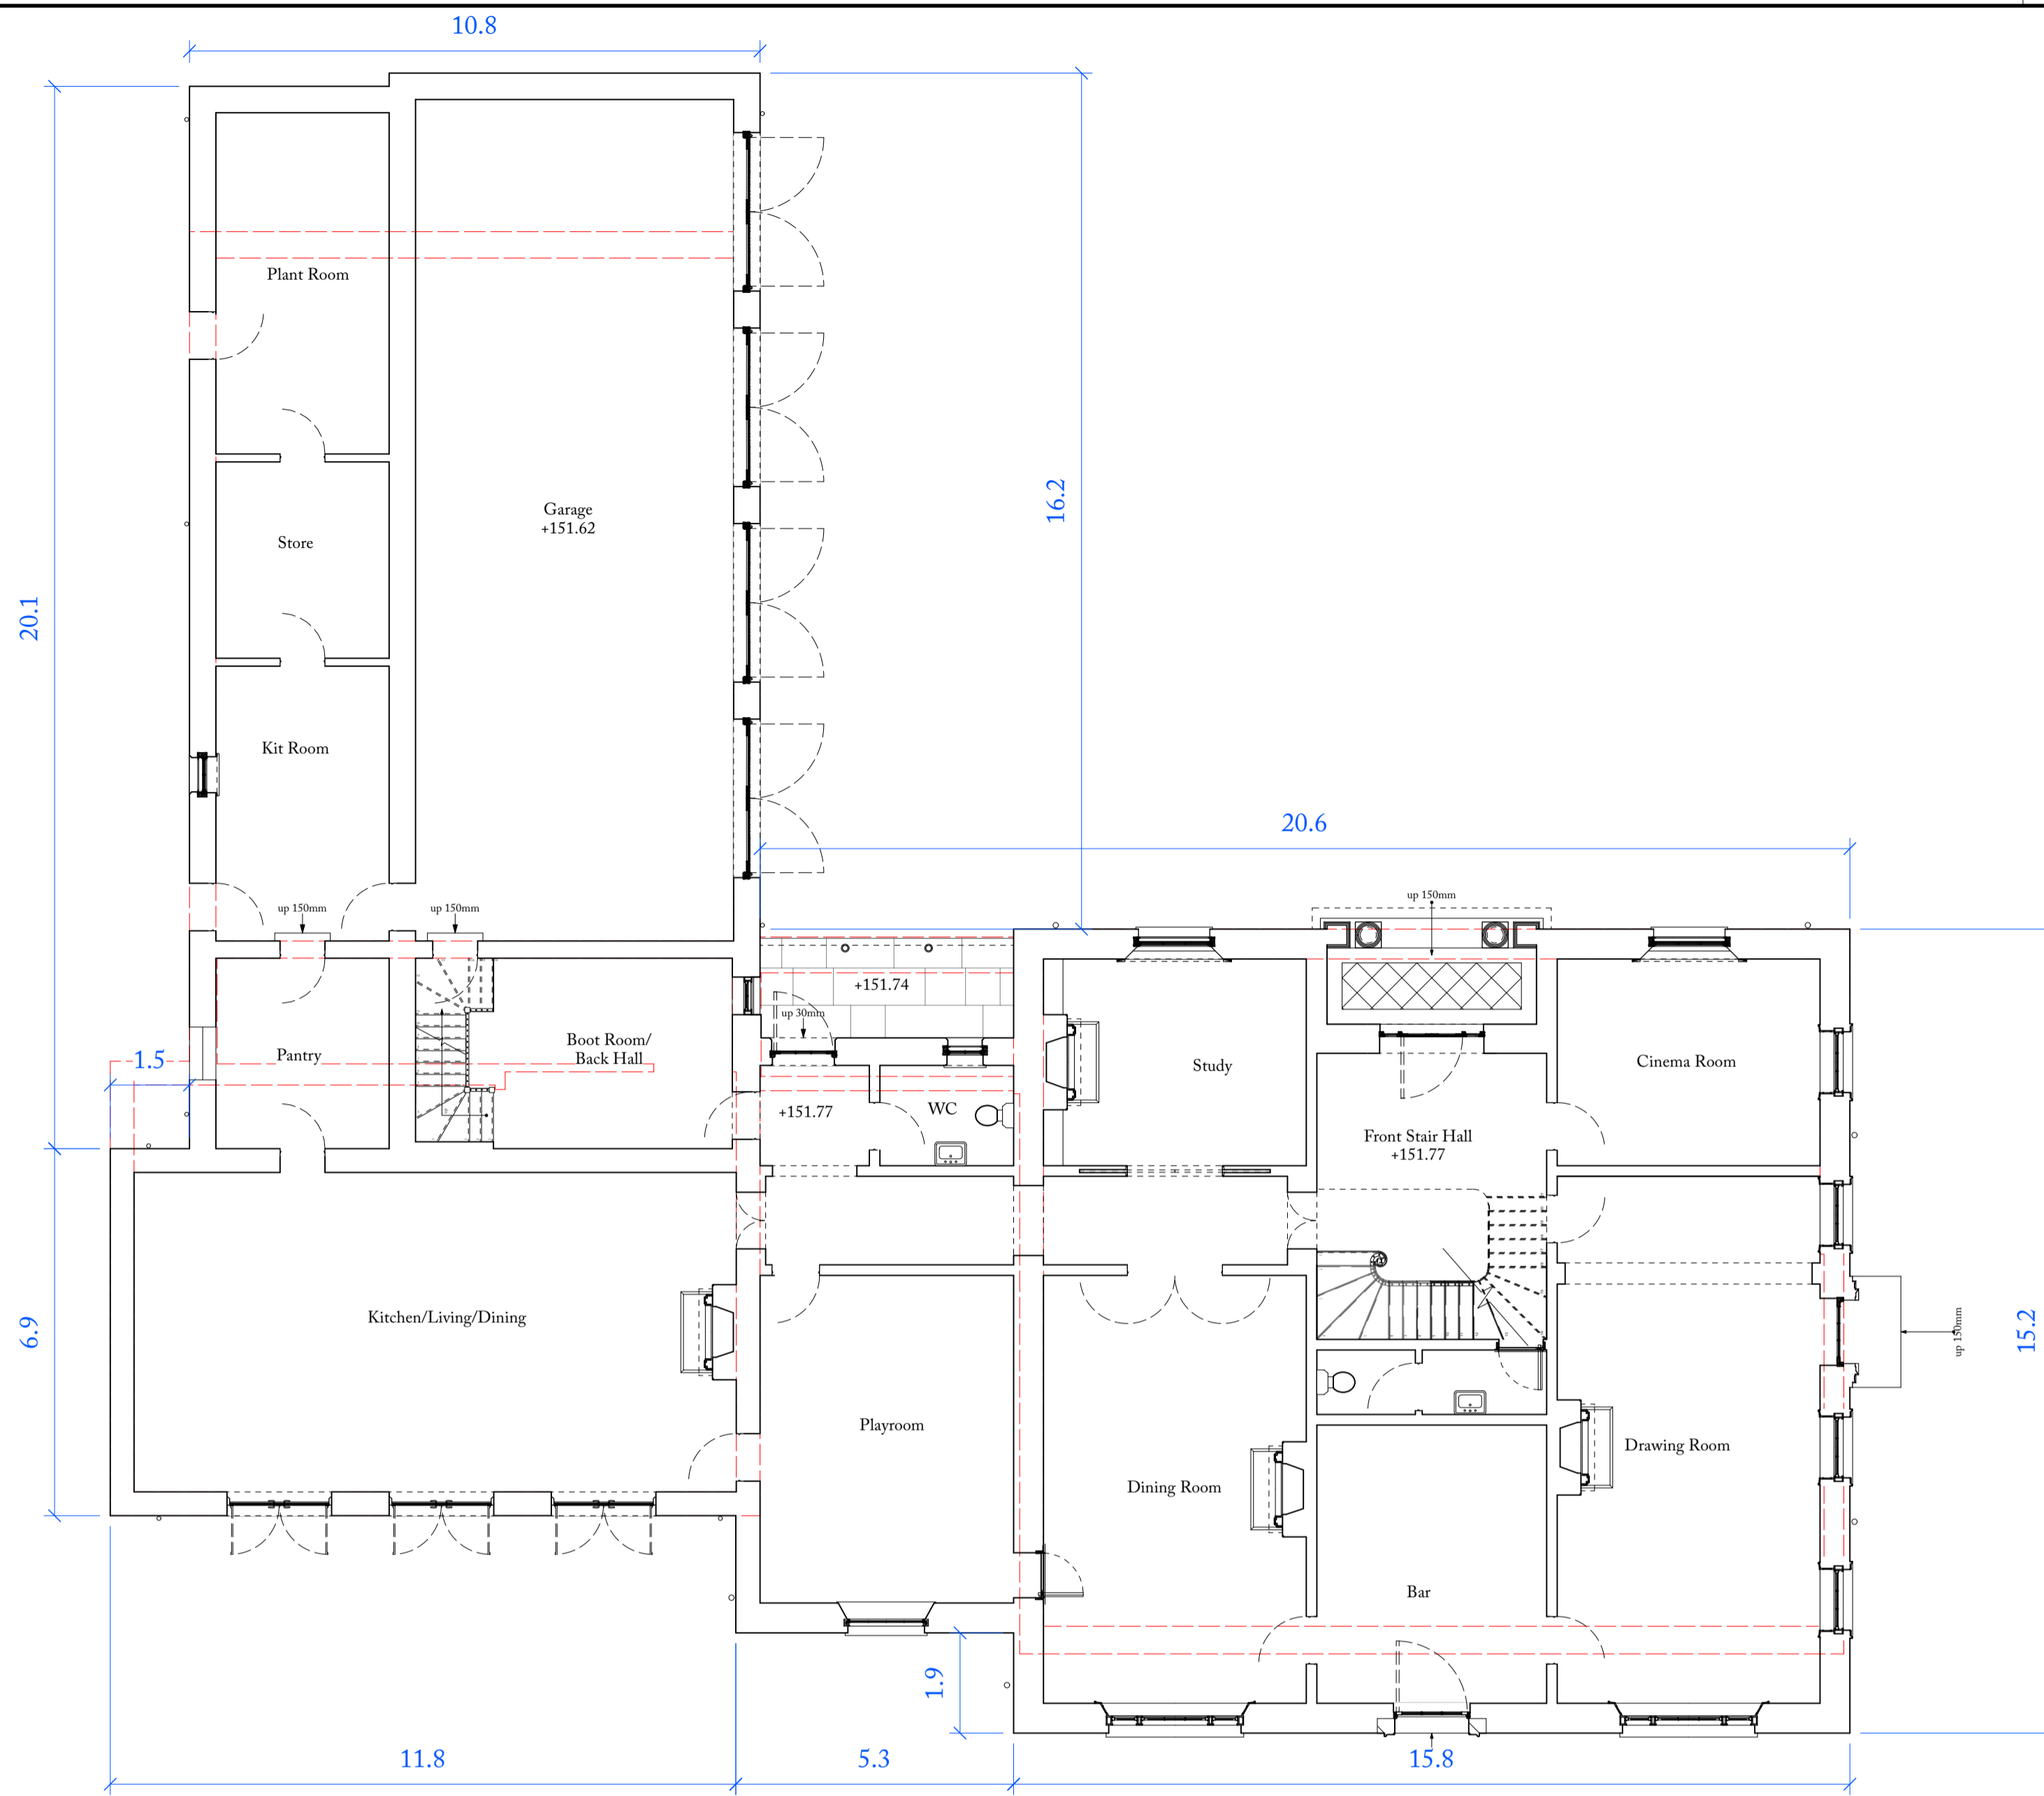 10.8
Plant Room
Garage
+151.62
16.2
Store
20.1
Kit Room
20.6
up 150mm
up 150mm
up 150mm
+151.74
up 30mm
Boot Room/
Back Hall
Pantry
1.5
Study
Cinema Room
+151.77
WC
Front Stair Hall
+151.77
Kitchen/Living/Dining
6.9
up 150mm
15.2
Playroom
Drawing Room
Dining Room
Bar
1.9
11.8
5.3
15.8